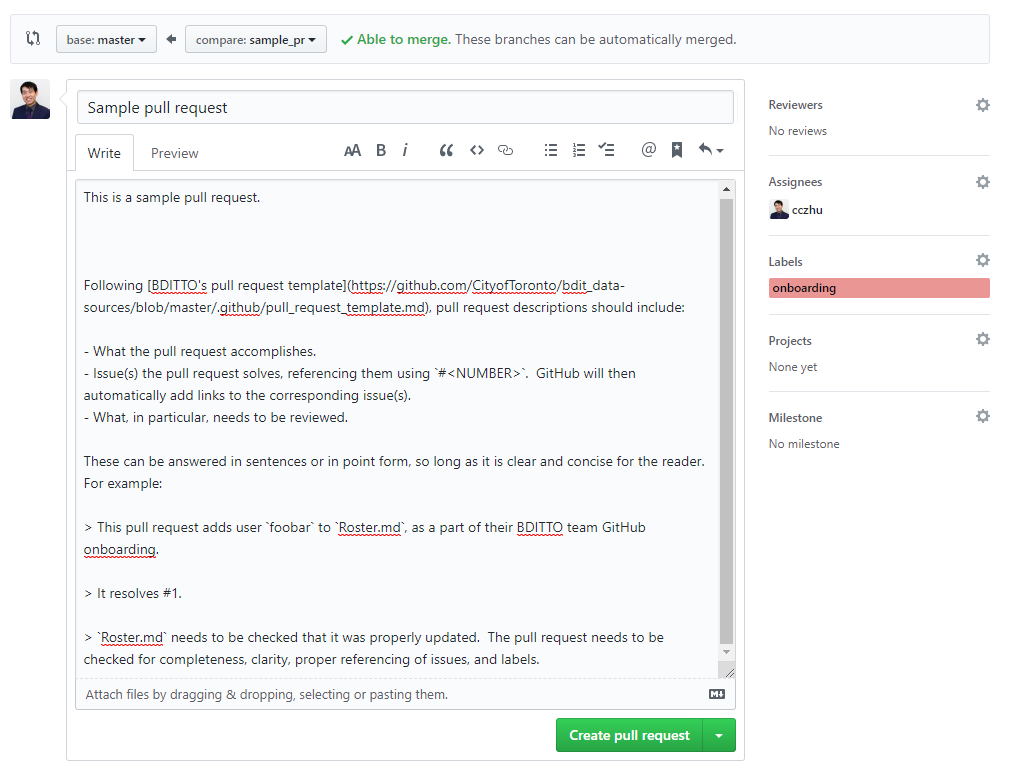 base: master compare: sample_pr Able to merge. These branches can be automatically merged.
Sample pull request
Write Preview AA B i @
This is a sample pull request.
Following [BDITTO's pull request template](https://github.com/CityofToronto/bdit_data-
sources/blob/master/.github/pull_request_template.md), pull request descriptions should include:
- What the pull request accomplishes.
- Issue(s) the pull request solves, referencing them using `#<NUMBER>`.  GitHub will then
automatically add links to the corresponding issue(s).
- What, in particular, needs to be reviewed.
These can be answered in sentences or in point form, so long as it is clear and concise for the reader.
For example:
> This pull request adds user `foobar` to `Roster.md`, as a part of their BDITTO team GitHub
onboarding.
> It resolves #1.
> `Roster.md` needs to be checked that it was properly updated.  The pull request needs to be
checked for completeness, clarity, proper referencing of issues, and labels.
Attach files by dragging & dropping, selecting or pasting them.
Create pull request
Reviewers
No reviews
Assignees
cczhu
Labels
onboarding
Projects
None yet
Milestone
No milestone